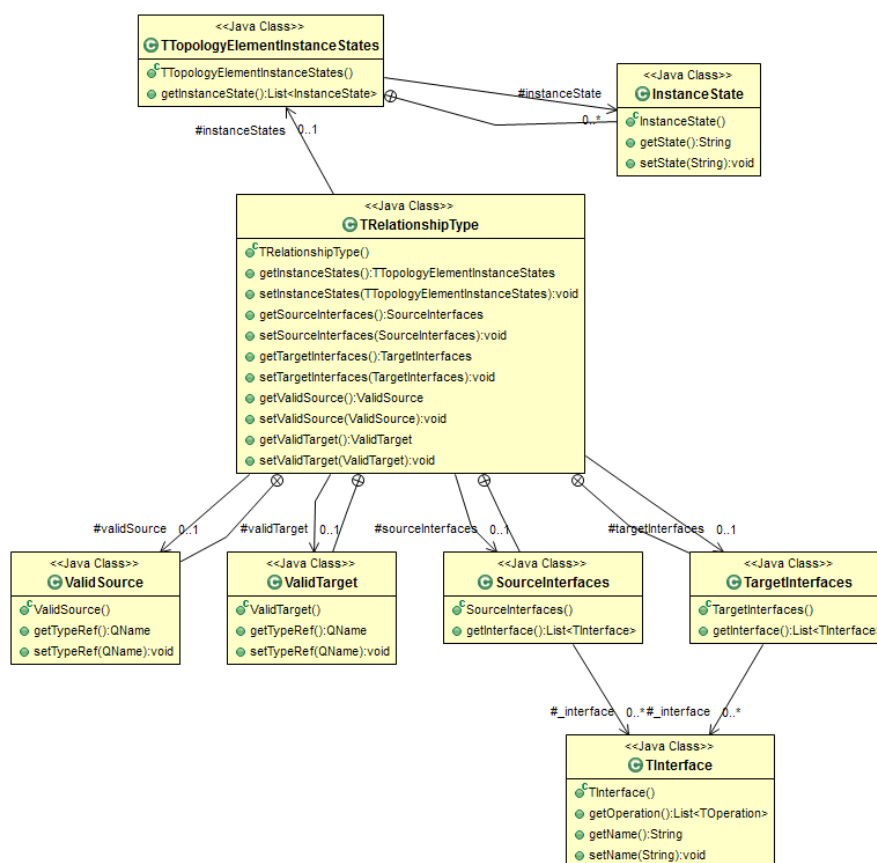 <<Java Class>>
TTopologyElementInstanceStates
TTopologyElementInstanceStates()
getInstanceState():List<InstanceState>
#instanceState
0..*
<<Java Class>>
InstanceState
InstanceState()
getState():String
setState(String):void
#instanceStates 0..1
<<Java Class>>
TRelationshipType
TRelationshipType()
getInstanceStates():TTopologyElementInstanceStates
setInstanceStates(TTopologyElementInstanceStates):void
getSourceInterfaces():SourceInterfaces
setSourceInterfaces(SourceInterfaces):void
getTargetInterfaces():TargetInterfaces
setTargetInterfaces(TargetInterfaces):void
getValidSource():ValidSource
setValidSource(ValidSource):void
getValidTarget():ValidTarget
setValidTarget(ValidTarget):void
#validSource 0..1
#validTarget 0..1
#sourceInterfaces 0..1
#targetInterfaces 0..1
<<Java Class>>
ValidSource
ValidSource()
getTypeRef():QName
setTypeRef(QName):void
<<Java Class>>
ValidTarget
ValidTarget()
getTypeRef():QName
setTypeRef(QName):void
<<Java Class>>
SourceInterfaces
SourceInterfaces()
getInterface():List<TInterface>
<<Java Class>>
TargetInterfaces
TargetInterfaces()
getInterface():List<TInterface>
#_interface 0..*
#_interface 0..*
<<Java Class>>
TInterface
TInterface()
getOperation():List<TOperation>
getName():String
setName(String):void